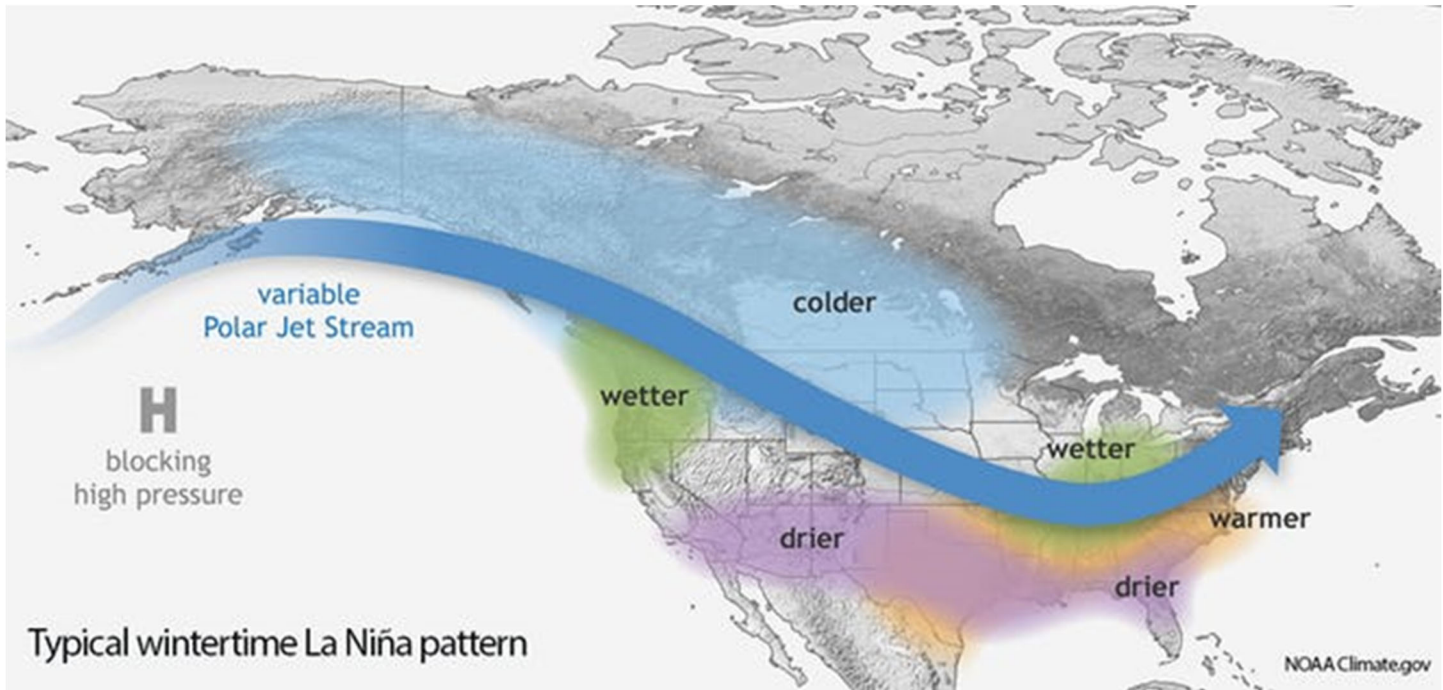 colder
variable
Polar Jet Stream
wetter
H
blocking
high pressure
wetter
warmer
drier
drier
Typical wintertime La Niña pattern
NOAA Climate.gov